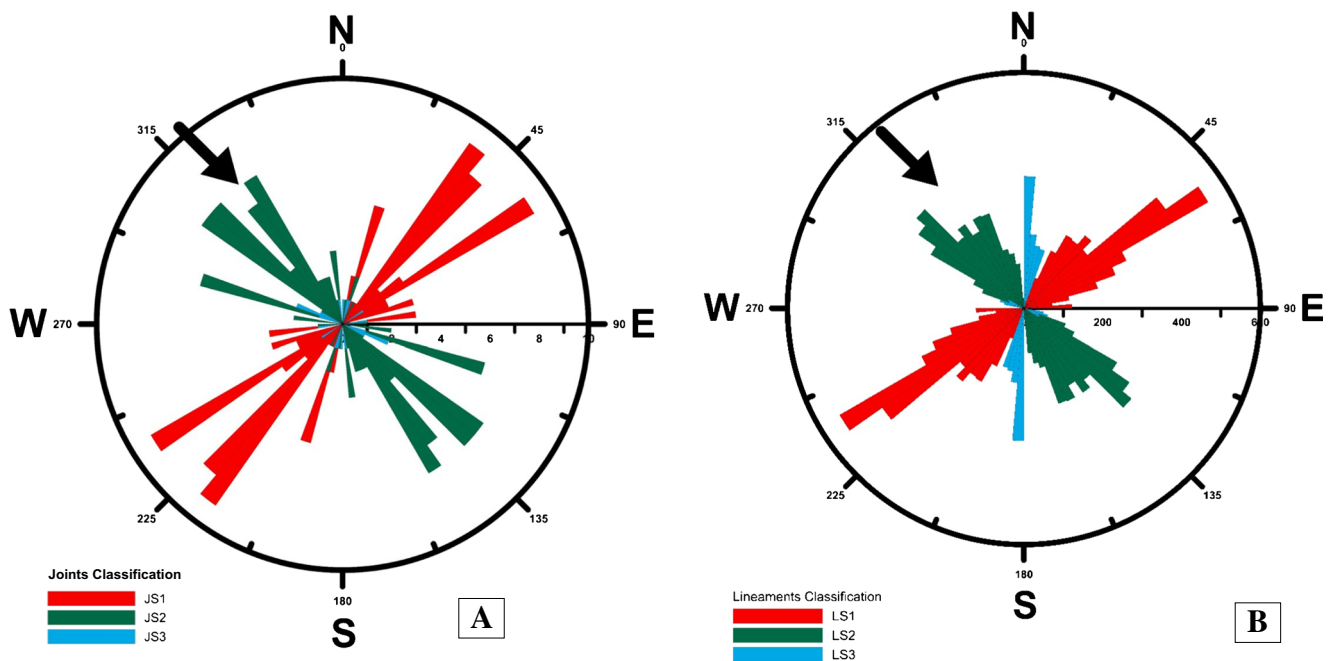 N
0
315
45
W
270
2
4
6
8
10
90
E
225
135
180
S
Joints Classification
JS1
JS2
JS3
A
N
0
315
45
W
270
200
400
600
90
E
225
135
180
S
Lineaments Classification
LS1
LS2
LS3
B